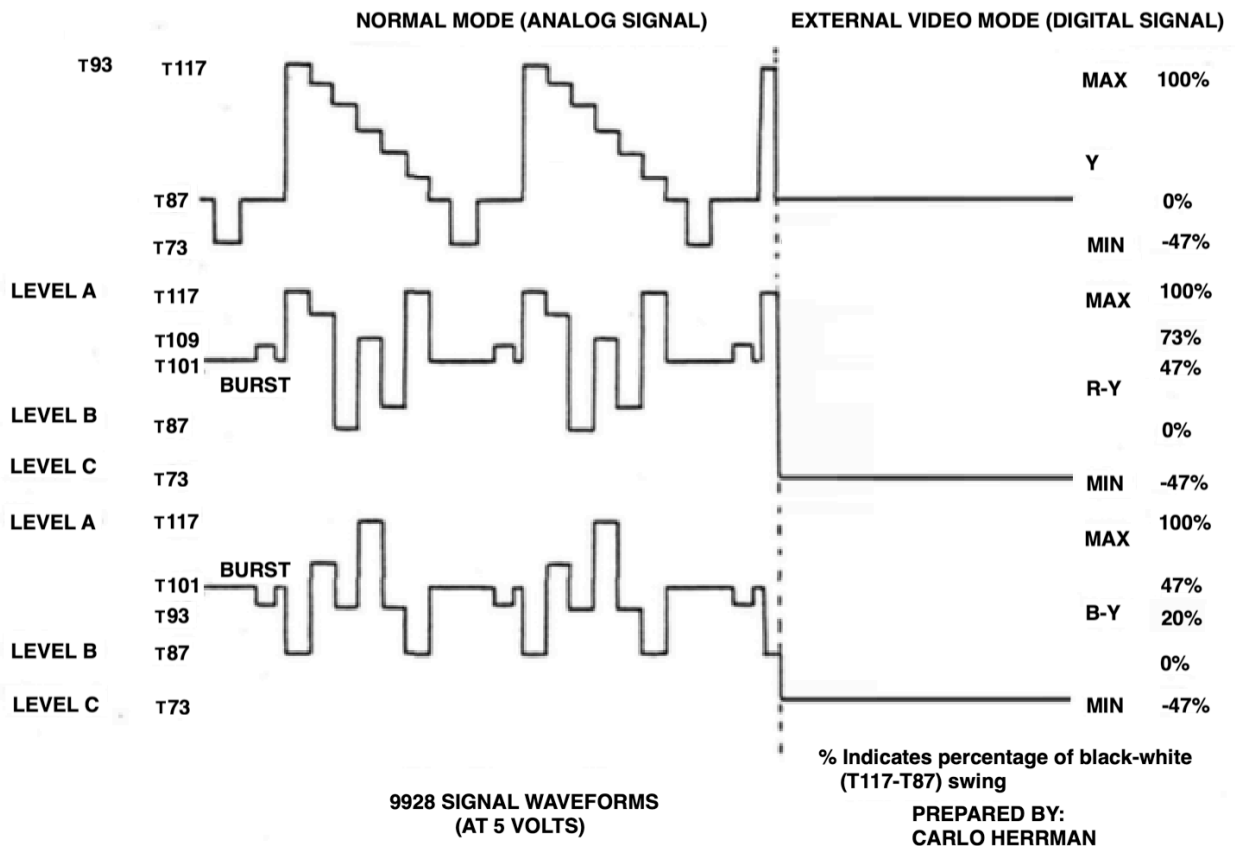 NORMAL MODE (ANALOG SIGNAL) EXTERNAL VIDEO MODE (DIGITAL SIGNAL)
T93 T117 MAX 100%
Y
T87 0%
T73 MIN -47%
LEVEL A T117 MAX 100%
T109 73%
T101 47%
BURST R-Y
LEVEL B T87 0%
LEVEL C T73 MIN -47%
LEVEL A T117 100%
MAX
BURST
T101 47%
T93 B-Y 20%
LEVEL B T87 0%
LEVEL C T73 MIN -47%
% Indicates percentage of black-white
(T117-T87) swing
9928 SIGNAL WAVEFORMS
(AT 5 VOLTS)
PREPARED BY:
CARLO HERRMAN